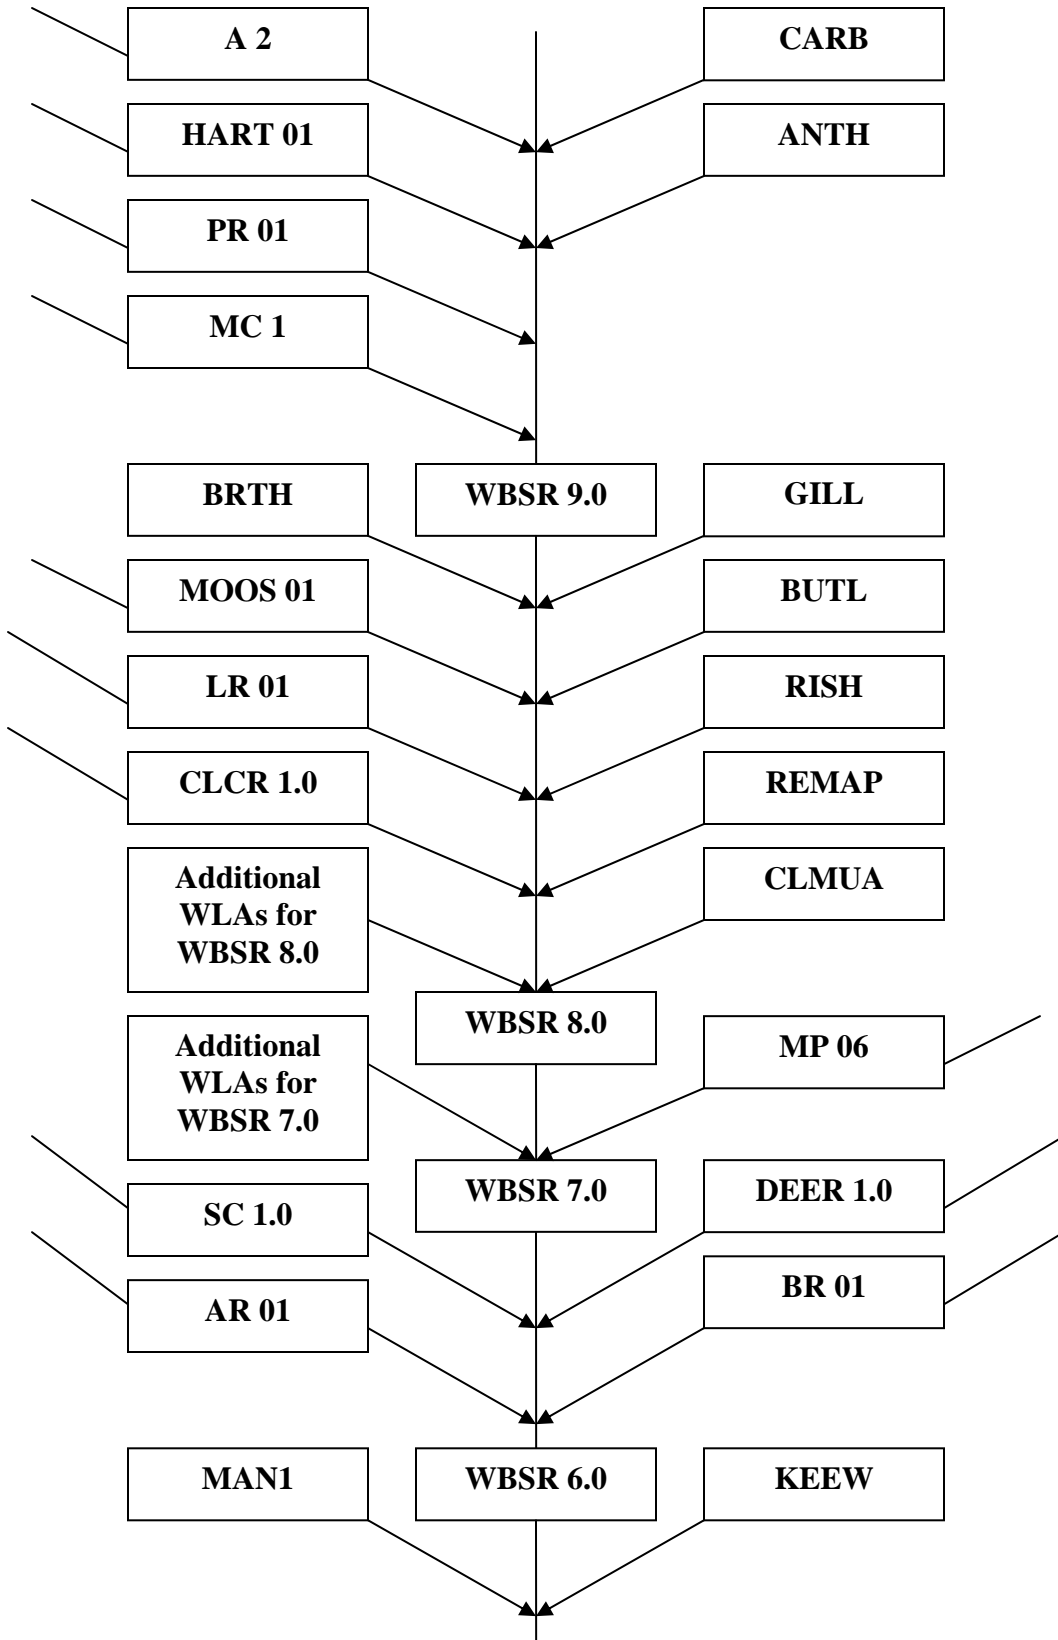 A 2
CARB
HART 01
ANTH
PR 01
MC 1
BRTH
WBSR 9.0
GILL
MOOS 01
BUTL
LR 01
RISH
CLCR 1.0
REMAP
Additional
WLAs for
WBSR 8.0
CLMUA
WBSR 8.0
Additional
WLAs for
WBSR 7.0
MP 06
WBSR 7.0
DEER 1.0
SC 1.0
BR 01
AR 01
MAN1
WBSR 6.0
KEEW